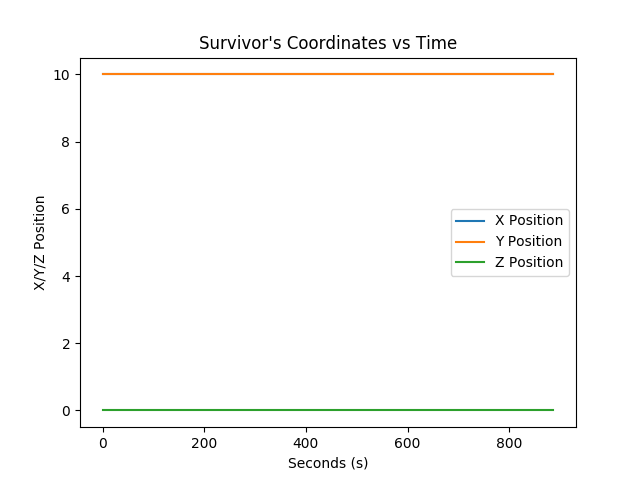 Survivor's Coordinates vs Time
X/Y/Z Position
10
8
6
4
2
0
X Position
Y Position
Z Position
0 200 400 600 800
Seconds (s)